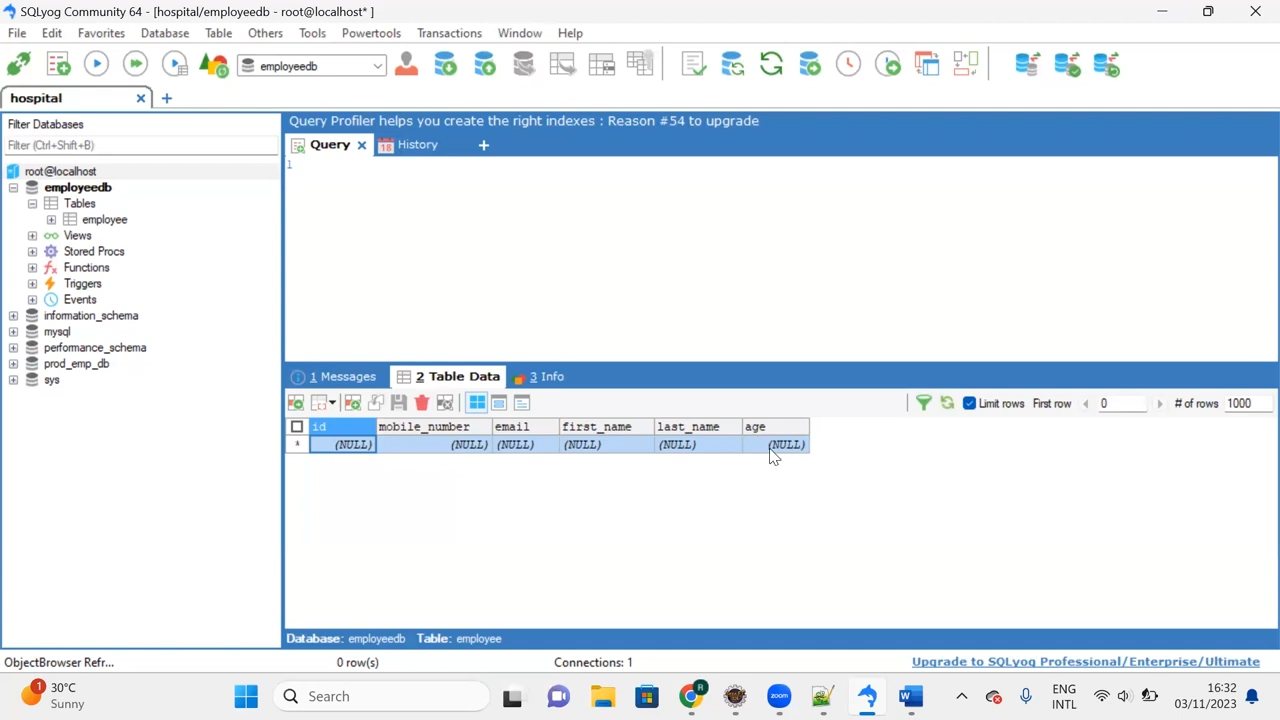 SQLyog Community 64 - [hospital/employeedb - root@localhost* ]
File Edit Favorites Database Table Others Tools Powertools Transactions Window Help
employeedb
hospital
Filter Databases
Filter (Ctrl+Shift+B)
root@localhost
employeedb
Tables
employee
Views
Stored Procs
Functions
Triggers
Events
information_schema
mysql
performance_schema
prod_emp_db
sys
Query Profiler helps you create the right indexes : Reason #54 to upgrade
Query
18 History
1
1 Messages 2 Table Data 3 Info
Limit rows First row 0 # of rows 1000
id mobile_number email first_name last_name age
* (NULL) (NULL) (NULL) (NULL) (NULL) (NULL)
Database: employeedb Table: employee
ObjectBrowser Refr... 0 row(s) Connections: 1 Upgrade to SQLyog Professional/Enterprise/Ultimate
1
30°C
Sunny
Search
R
zoom
W
ENG
INTL
16:32
03/11/2023